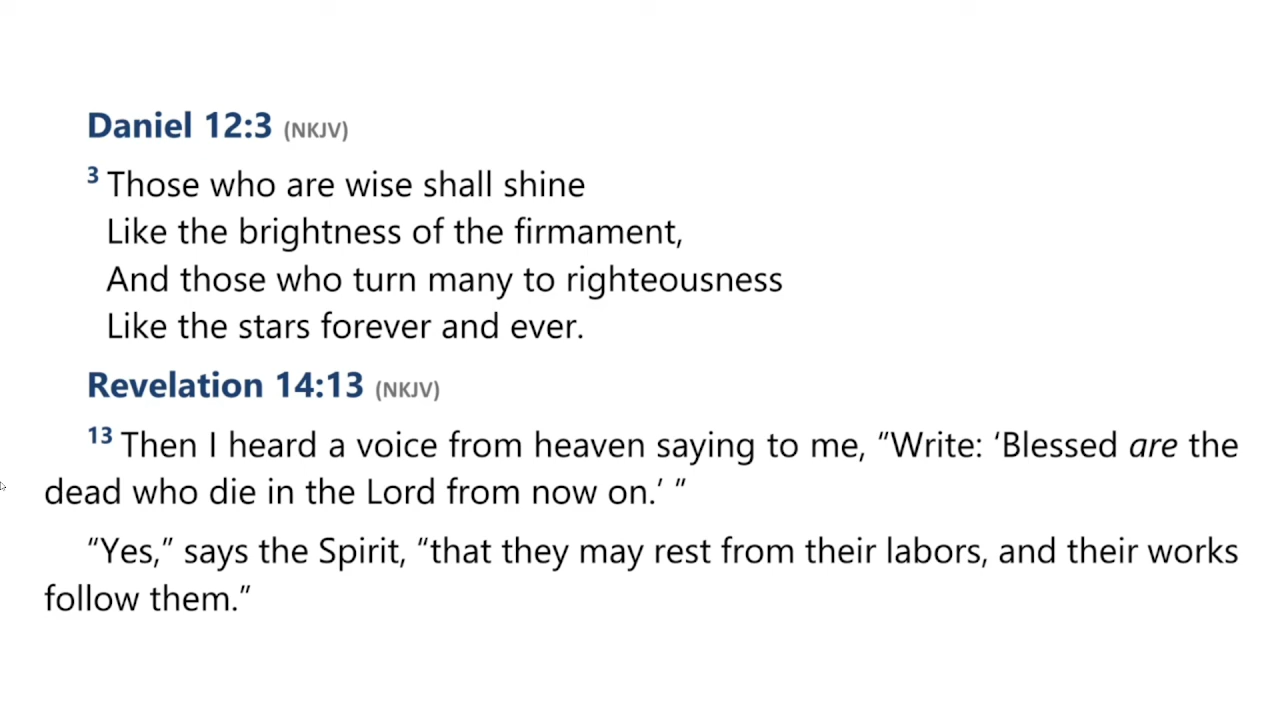 Daniel 12:3 (NKJV)
3 Those who are wise shall shine
Like the brightness of the firmament,
And those who turn many to righteousness
Like the stars forever and ever.
Revelation 14:13 (NKJV)
13 Then I heard a voice from heaven saying to me, “Write: ‘Blessed are the
dead who die in the Lord from now on.’ ”
“Yes,” says the Spirit, “that they may rest from their labors, and their works
follow them.”